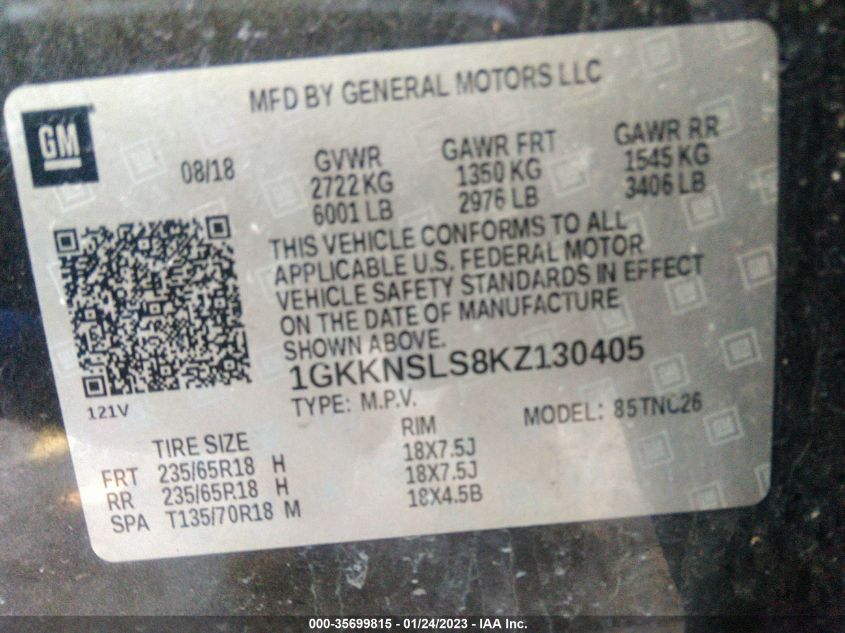 MFD BY GENERAL MOTORS LLC
GM
08/18
GVWR GAWR FRT GAWR RR
2722 KG 1350 KG 1545 KG
6001 LB 2976 LB 3406 LB
THIS VEHICLE CONFORMS TO ALL
APPLICABLE U.S. FEDERAL MOTOR
VEHICLE SAFETY STANDARDS IN EFFECT
ON THE DATE OF MANUFACTURE
SHOWN ABOVE.
1GKKNSLS8KZ130405
121V
TYPE: M.P.V. MODEL: 85TNC26
TIRE SIZE RIM
FRT 235/65R18 H 18X7.5J
RR 235/65R18 H 18X7.5J
SPA T135/70R18 M 18X4.5B
000-35699815 - 01/24/2023 - IAA Inc.